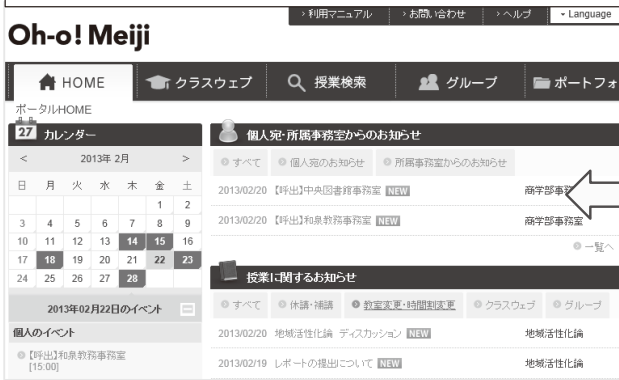 ›利用マニュアル ›お問い合わせ ›ヘルプ Language
Oh-o! Meiji
HOME クラスウェブ 授業検索 グループ ポートフォ
ポータルHOME
27 カレンダー
< 2013年 2月 >
日 月 火 水 木 金 土
1 2
3 4 5 6 7 8 9
10 11 12 13 14 15 16
17 18 19 20 21 22 23
24 25 26 27 28
2013年02月22日のイベント
個人のイベント
【呼出】和泉教務事務室
[15:00]
個人宛・所属事務室からのお知らせ
すべて 個人宛のお知らせ 所属事務室からのお知らせ
2013/02/20 【呼出】中央図書館事務室 NEW 商学部事務
2013/02/20 【呼出】和泉教務事務室 NEW 商学部事務室
一覧へ
授業に関するお知らせ
すべて 休講・補講 教室変更・時間割変更 クラスウェブ グループ
2013/02/20 地域活性化論 ディスカッション NEW 地域活性化論
2013/02/19 レポートの提出について NEW 地域活性化論